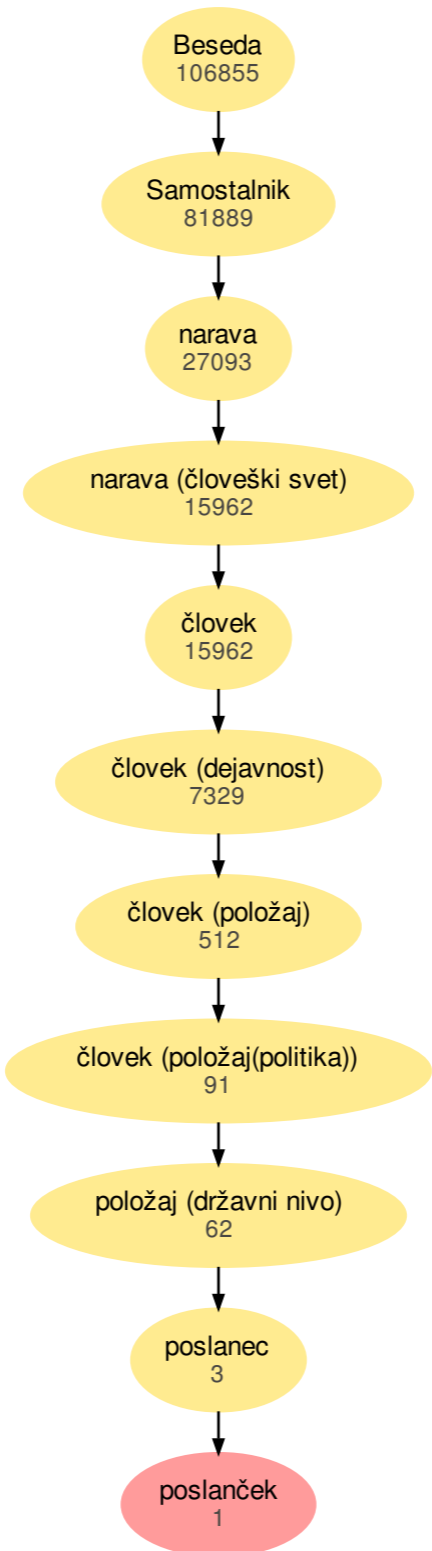 Beseda
106855
Samostalnik
81889
narava
27093
narava (človeški svet)
15962
človek
15962
človek (dejavnost)
7329
človek (položaj)
512
človek (položaj(politika))
91
položaj (državni nivo)
62
poslanec
3
poslanček
1